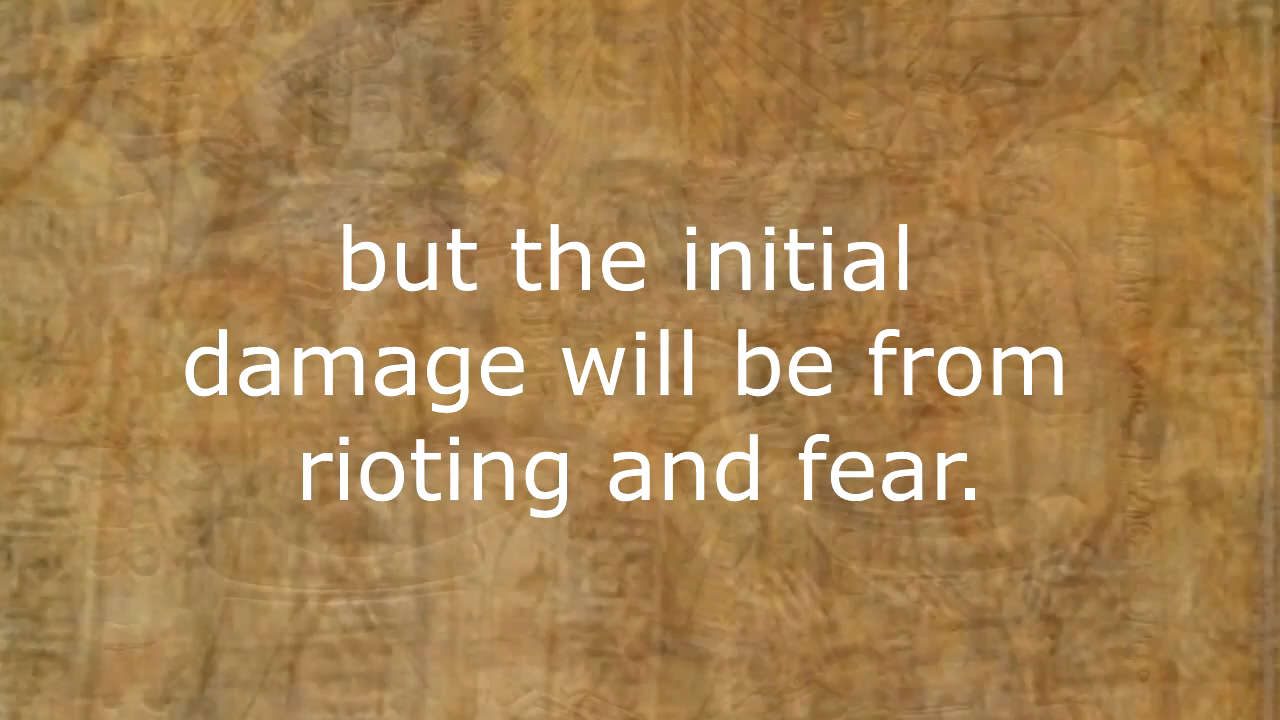 but the initial
damage will be from
rioting and fear.